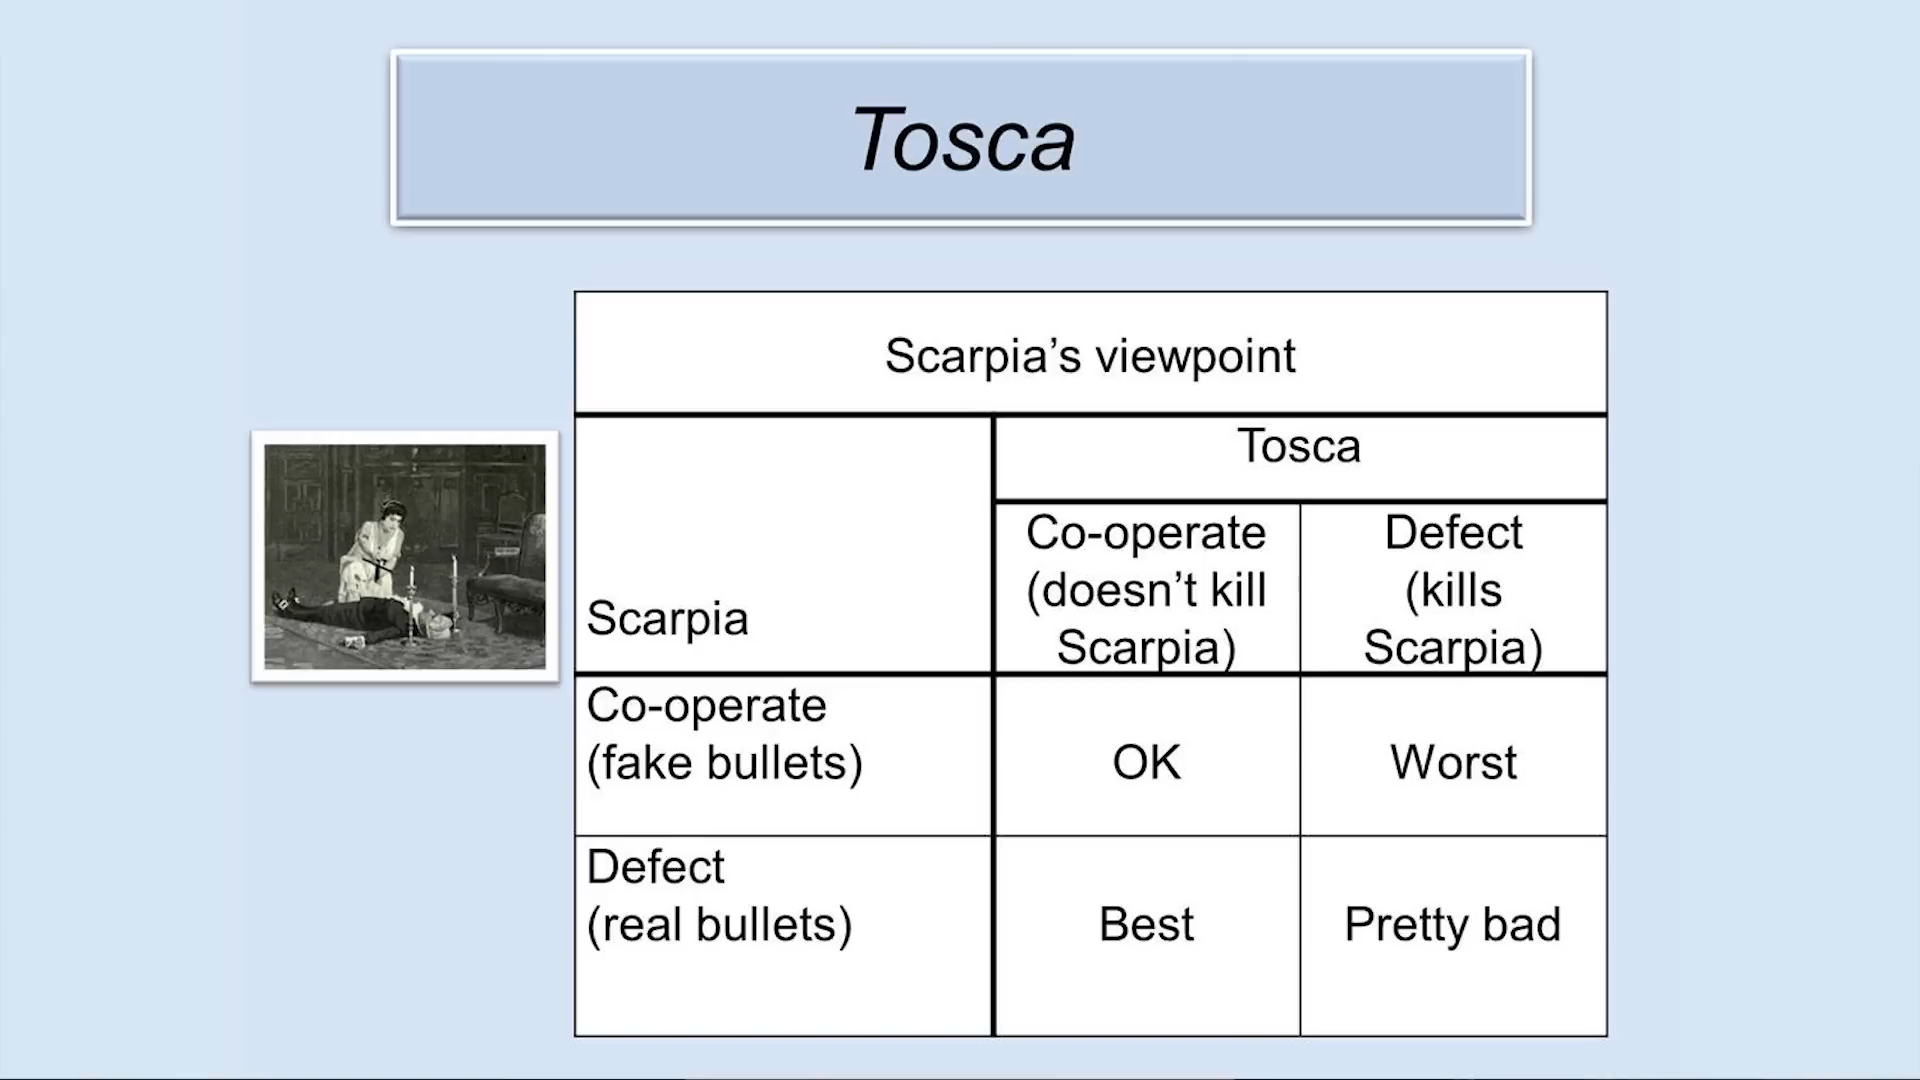 Tosca
Scarpia’s viewpoint
Tosca
Scarpia
Co-operate
(doesn’t kill
Scarpia)
Defect
(kills
Scarpia)
Co-operate
(fake bullets)
OK
Worst
Defect
(real bullets)
Best
Pretty bad